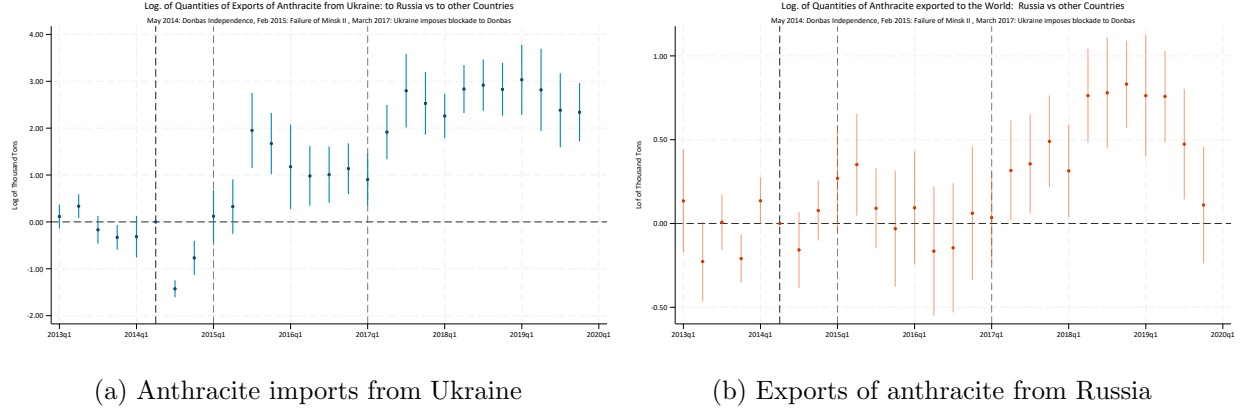 Log. of Quantities of Exports of Anthracite from Ukraine: to Russia vs to other Countries
May 2014: Donbas Independence, Feb 2015: Failure of Minsk II , March 2017: Ukraine imposes blockade to Donbas
Log of Thousand Tons
4.00
3.00
2.00
1.00
0.00
-1.00
-2.00
2013q1
2014q1
2015q1
2016q1
2017q1
2018q1
2019q1
2020q1
(a) Anthracite imports from Ukraine
Log. of Quantities of Anthracite exported to the World: Russia vs other Countries
May 2014: Donbas Independence, Feb 2015: Failure of Minsk II , March 2017: Ukraine imposes blockade to Donbas
Lof of Thousand Tons
1.00
0.50
0.00
-0.50
2013q1
2014q1
2015q1
2016q1
2017q1
2018q1
2019q1
2020q1
(b) Exports of anthracite from Russia